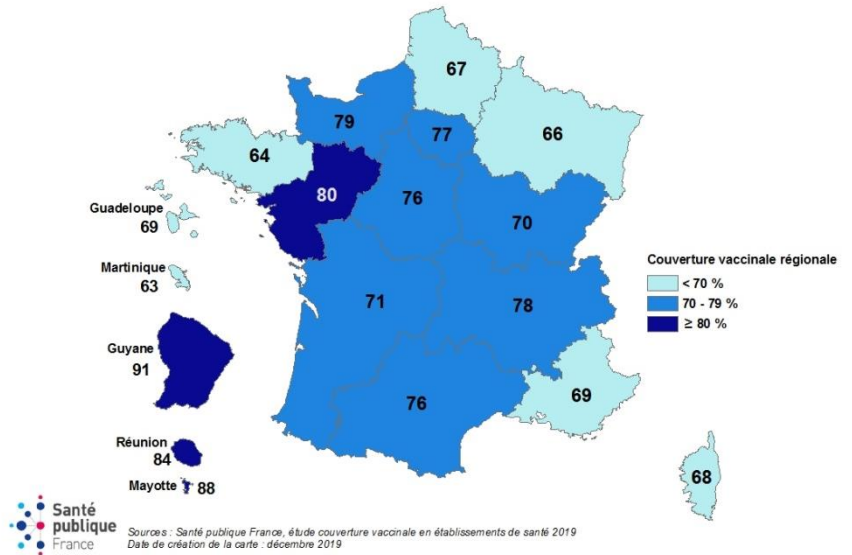 67
79
77
66
64
80
76
70
Guadeloupe
69
Martinique
63
71
78
Couverture vaccinale régionale
< 70 %
70 - 79 %
≥ 80 %
Guyane
91
76
69
Réunion
84
Mayotte 88
68
Santé
publique
France
Sources : Santé publique France, étude couverture vaccinale en établissements de santé 2019
Date de création de la carte : décembre 2019